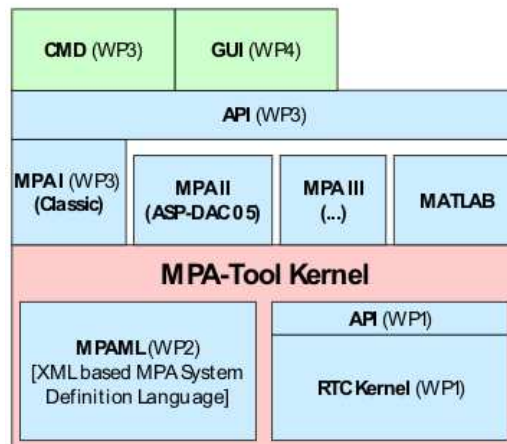 CMD (WP3)
GUI (WP4)
API (WP3)
MPA I (WP3)
(Classic)
MPA II
(ASP-DAC 05)
MPA III
(...)
MATLAB
MPA-Tool Kernel
MPAML (WP2)
[XML based MPA System
Definition Language]
API (WP1)
RTC Kernel (WP1)